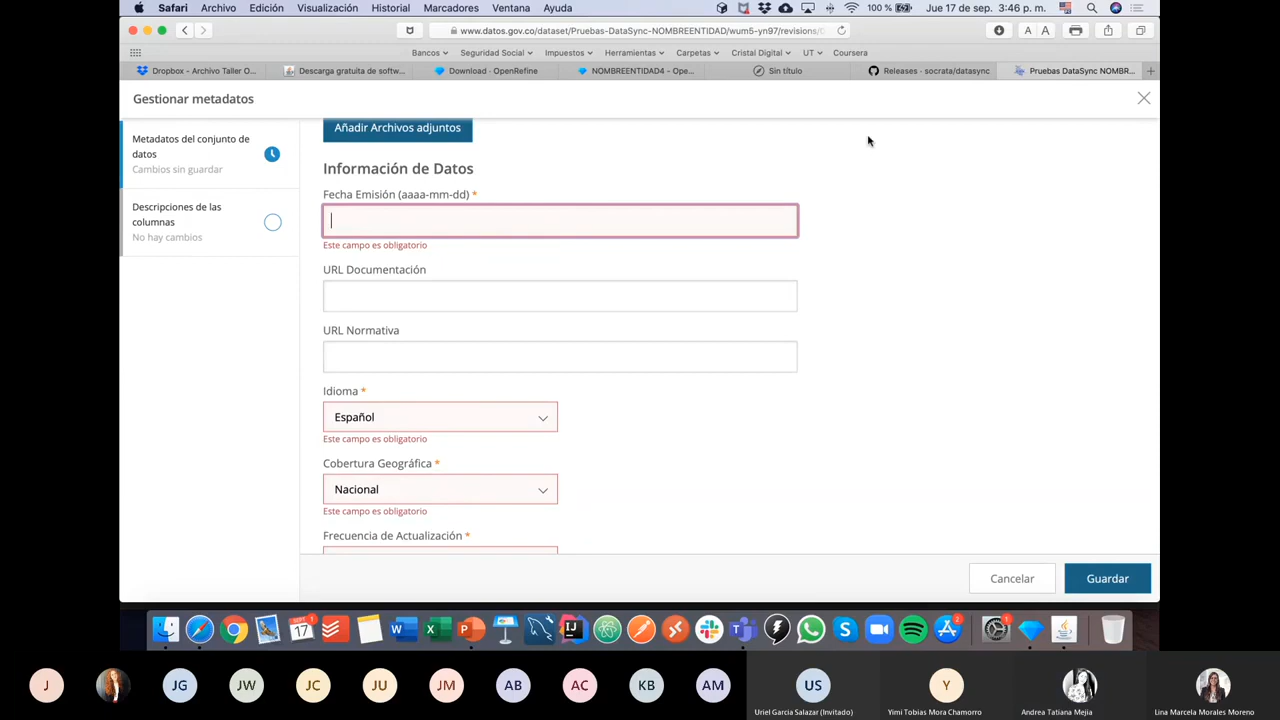 Safari Archivo Edición Visualización Historial Marcadores Ventana Ayuda 100 % Jue 17 de sep. 3:46 p. m.
www.datos.gov.co/dataset/Pruebas-DataSync-NOMBREENTIDAD/wum5-yn97/revisions/
A A
Bancos Seguridad Social Impuestos Herramientas Carpetas Cristal Digital UT Coursera
Dropbox - Archivo Taller O... Descarga gratuita de softw... Download · OpenRefine NOMBREENTIDAD4 - Ope... Sin título Releases · socrata/datasync Pruebas DataSync NOMB...
Gestionar metadatos
Metadatos del conjunto de
datos
Cambios sin guardar
Descripciones de las
columnas
No hay cambios
Añadir Archivos adjuntos
Información de Datos
Fecha Emisión (aaaa-mm-dd) *
Este campo es obligatorio
URL Documentación
URL Normativa
Idioma *
Español
Este campo es obligatorio
Cobertura Geográfica *
Nacional
Este campo es obligatorio
Frecuencia de Actualización *
Cancelar Guardar
J JG JW JC JU JM AB AC KB AM US Y
Uriel Garcia Salazar (Invitado) Yimi Tobias Mora Chamorro Andrea Tatiana Mejia Lina Marcela Morales Moreno